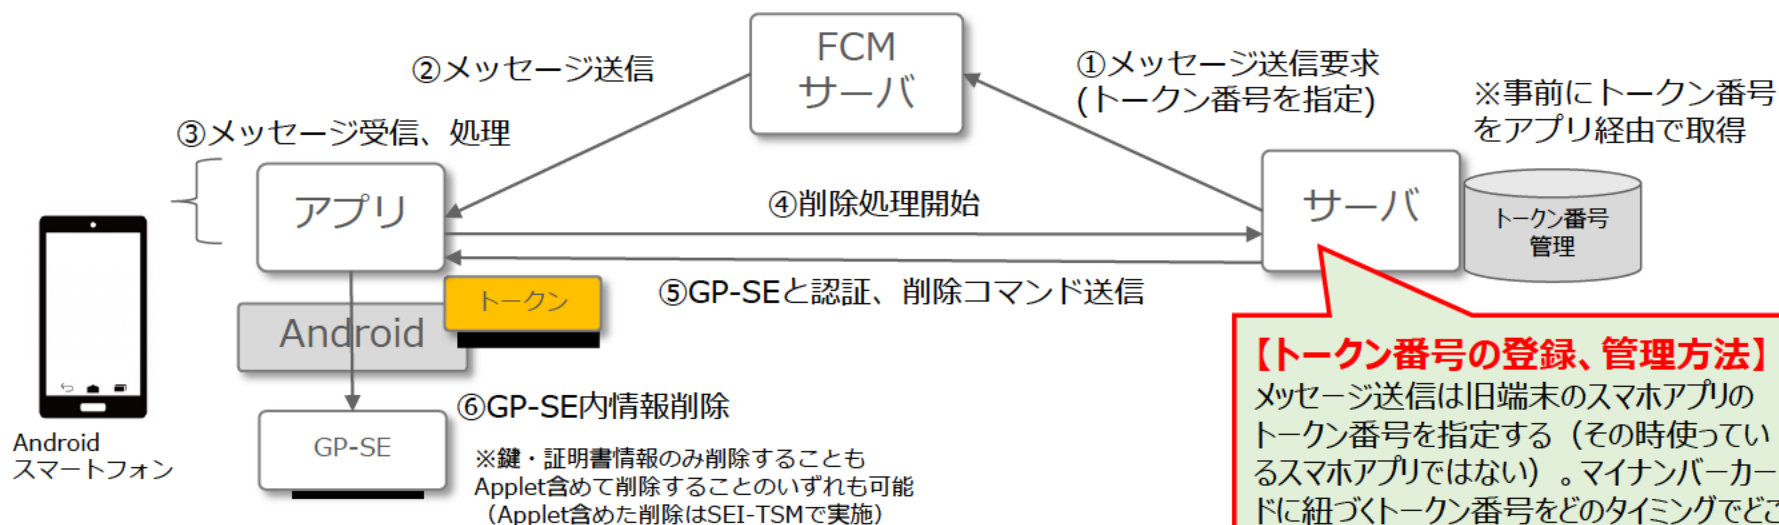 FCM
サーバ
②メッセージ送信
①メッセージ送信要求
(トークン番号を指定)
※事前にトークン番号
をアプリ経由で取得
③メッセージ受信、処理
アプリ
④削除処理開始
サーバ
トークン番号
管理
⑤GP-SEと認証、削除コマンド送信
トークン
Android
⑥GP-SE内情報削除
GP-SE
※鍵・証明書情報のみ削除することも
Applet含めて削除することのいずれも可能
（Applet含めた削除はSEI-TSMで実施）
Android
スマートフォン
【トークン番号の登録、管理方法】
メッセージ送信は旧端末のスマホアプリの
トークン番号を指定する（その時使ってい
るスマホアプリではない）。マイナンバーカー
ドに紐づくトークン番号をどのタイミングでどこ